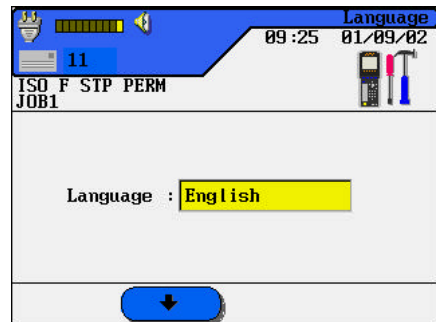 Language
09:25 01/09/02
11
ISO F STP PERM
JOB1
Language : English